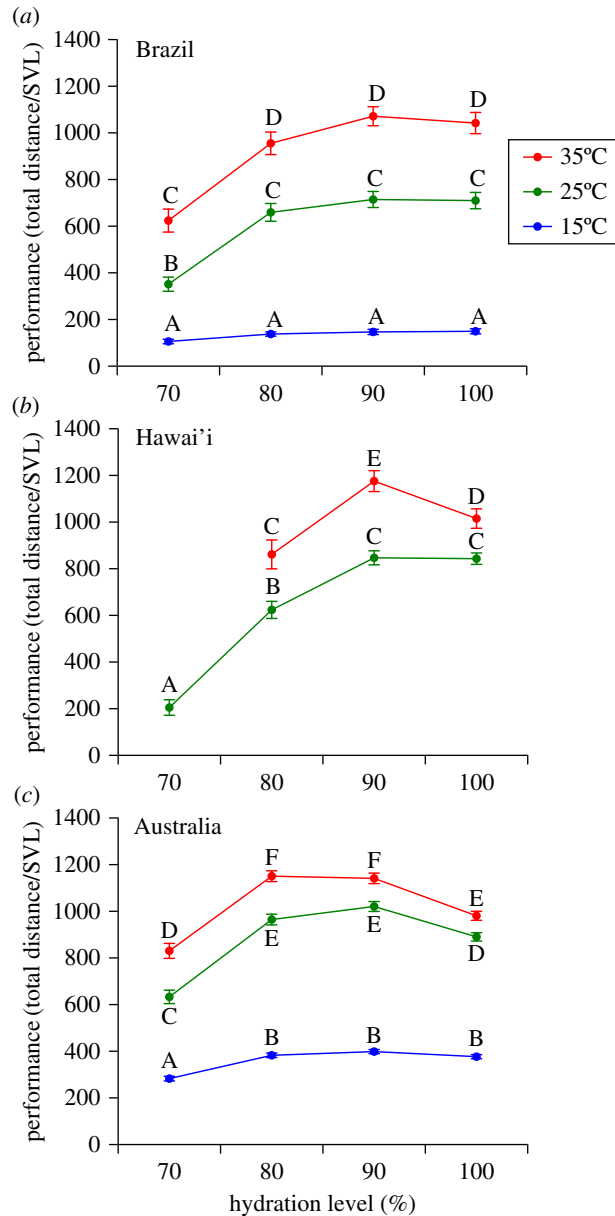 (a)
Brazil
1400
1200
1000
800
600
400
200
0
performance (total distance/SVL)
C D D D
B C C C
A A A A
70 80 90 100
35ºC
25ºC
15ºC
(b)
Hawai'i
1400
1200
1000
800
600
400
200
0
performance (total distance/SVL)
C E D
A B C C
70 80 90 100
(c)
Australia
1400
1200
1000
800
600
400
200
0
performance (total distance/SVL)
D F F E
C E E D
A B B B
70 80 90 100
hydration level (%)